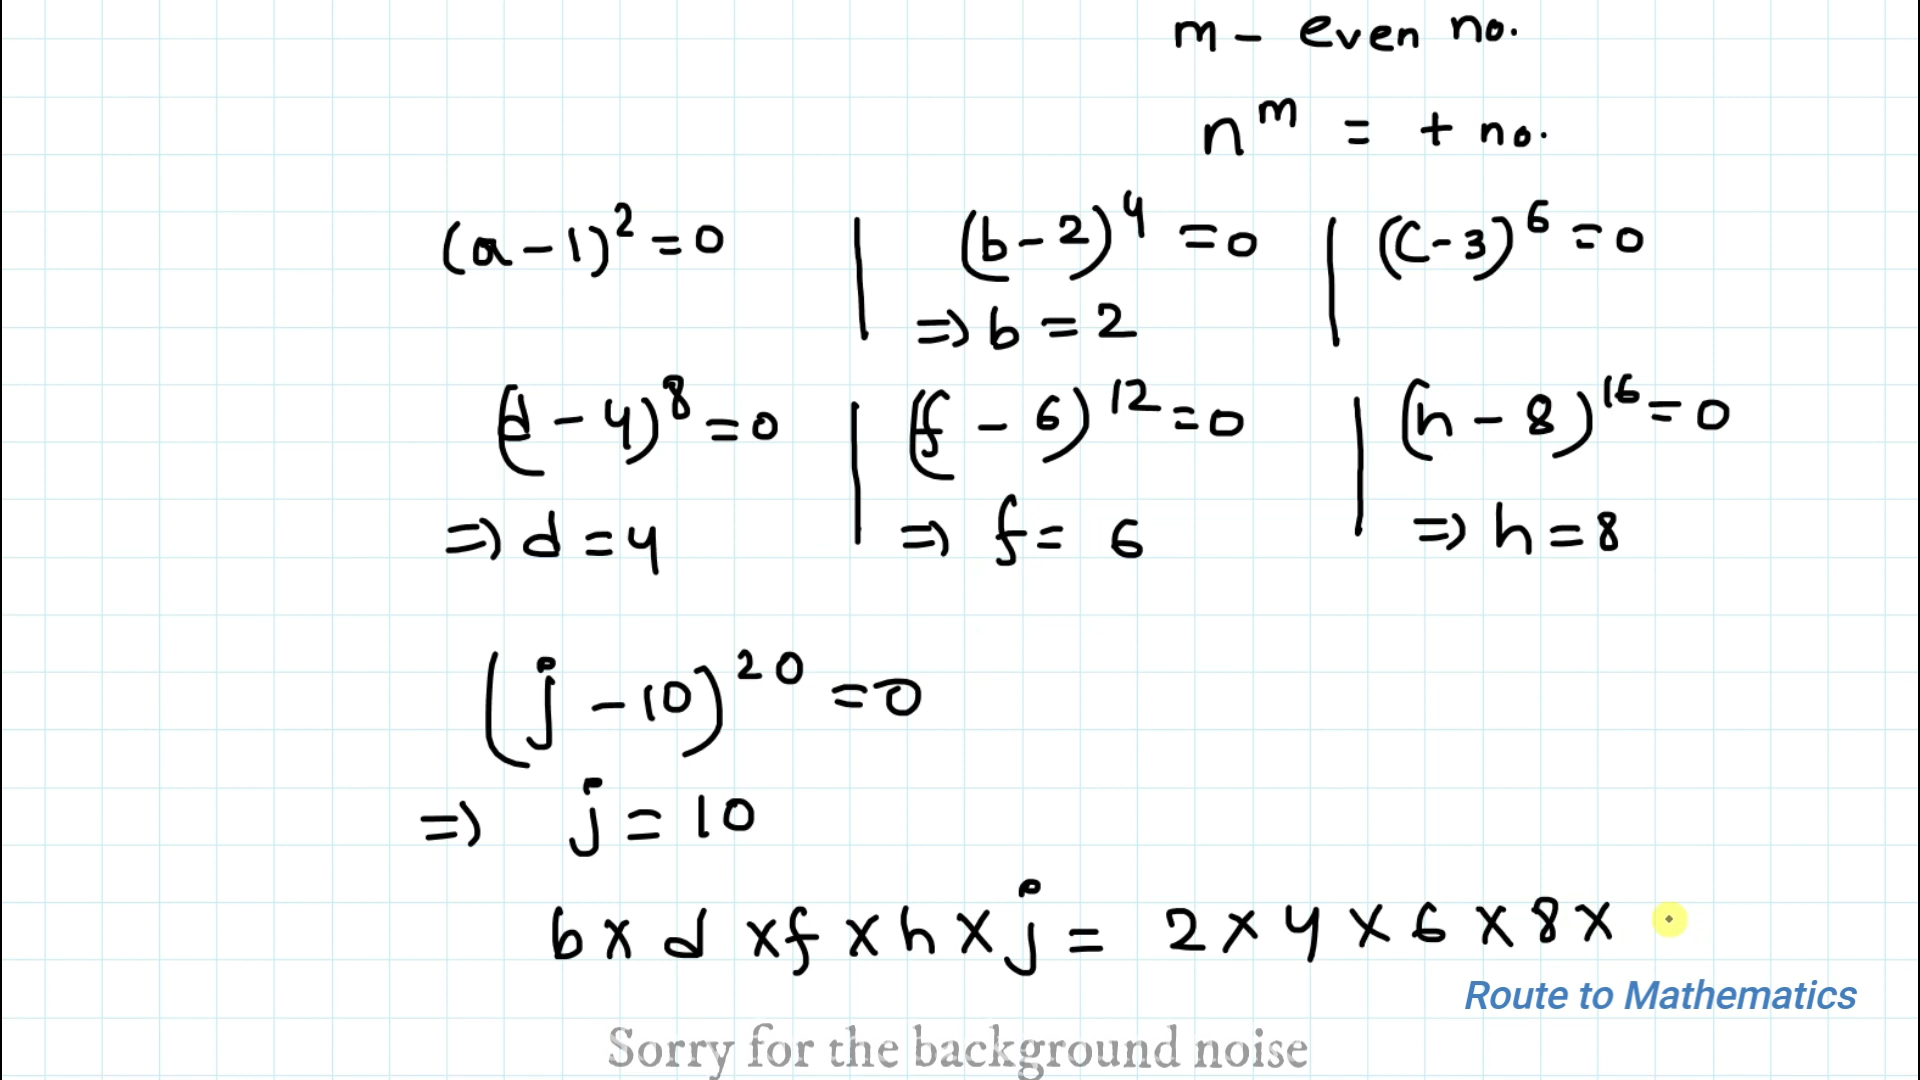 m - even no.
n^m = + no.
(a-1)^2 = 0 | (b-2)^4 = 0 | (c-3)^6 = 0
⇒ b = 2
(d - 4)^8 = 0 | (f - 6)^12 = 0 | (h - 8)^16 = 0
⇒ d = 4 ⇒ f = 6 ⇒ h = 8
(j - 10)^20 = 0
⇒ j = 10
b x d x f x h x j = 2 x 4 x 6 x 8 x
Route to Mathematics
Sorry for the background noise